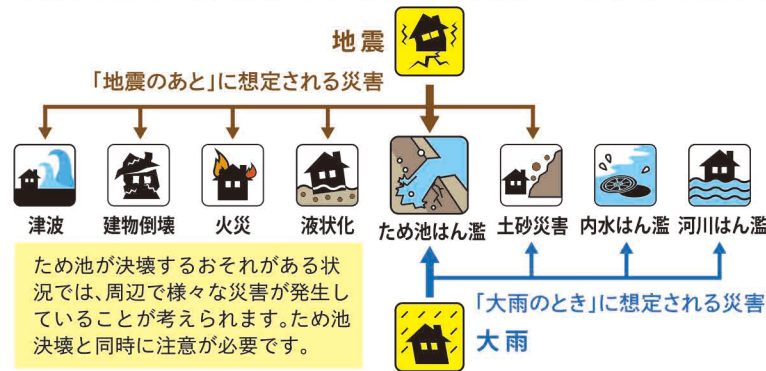 地震
「地震のあと」に想定される災害
津波
建物倒壊
火災
液状化
ため池はん濫
土砂災害
内水はん濫
河川はん濫
ため池が決壊するおそれがある状
況では、周辺で様々な災害が発生し
ていることが考えられます。ため池
決壊と同時に注意が必要です。
「大雨のとき」に想定される災害
大雨